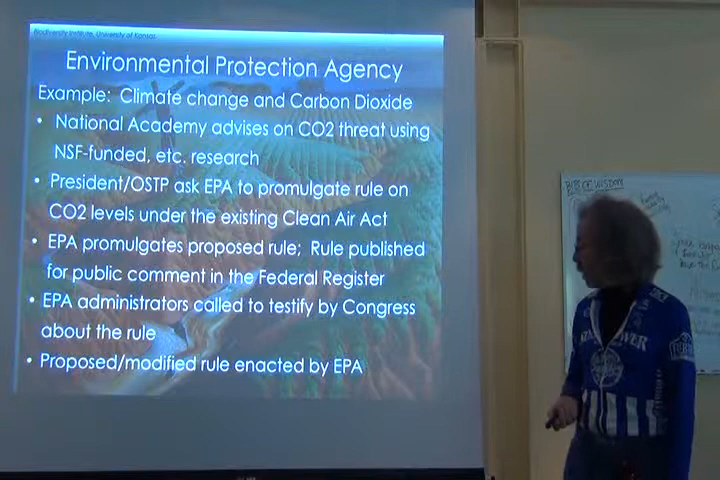 Biodiversity Institute, University of Kansas
Environmental Protection Agency
Example: Climate change and Carbon Dioxide
• National Academy advises on CO2 threat using
NSF-funded, etc. research
• President/OSTP ask EPA to promulgate rule on
CO2 levels under the existing Clean Air Act
• EPA promulgates proposed rule; Rule published
for public comment in the Federal Register
• EPA administrators called to testify by Congress
about the rule
• Proposed/modified rule enacted by EPA
OF WISDOM